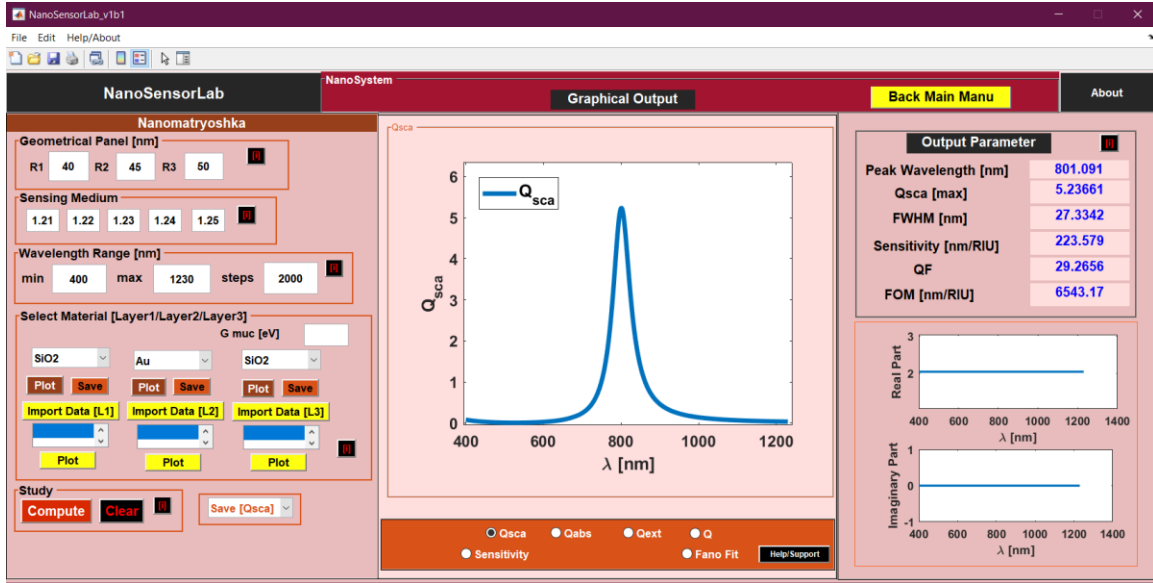 NanoSensorLab_v1b1
File Edit Help/About
NanoSensorLab
NanoSystem
Graphical Output
Back Main Manu
About
Nanomatryoshka
Geometrical Panel [nm]
R1 40 R2 45 R3 50 [i]
Sensing Medium
1.21 1.22 1.23 1.24 1.25 [i]
Wavelength Range [nm]
min 400 max 1230 steps 2000 [i]
Select Material [Layer1/Layer2/Layer3]
G muc [eV]
SiO2 Au SiO2
Plot Save Plot Save Plot Save
Import Data [L1] Import Data [L2] Import Data [L3]
[i]
Plot Plot Plot
Study
Compute Clear [i] Save [Qsca]
Qsca
Qsca
6
5
4
3
2
1
0
Qsca
400 600 800 1000 1200
λ [nm]
Qsca Qabs Qext Q
Sensitivity Fano Fit Help/Support
Output Parameter [i]
Peak Wavelength [nm] 801.091
Qsca [max] 5.23661
FWHM [nm] 27.3342
Sensitivity [nm/RIU] 223.579
QF 29.2656
FOM [nm/RIU] 6543.17
Real Part
3
2
1
400 600 800 1000 1200 1400
λ [nm]
Imaginary Part
1
0
-1
400 600 800 1000 1200 1400
λ [nm]